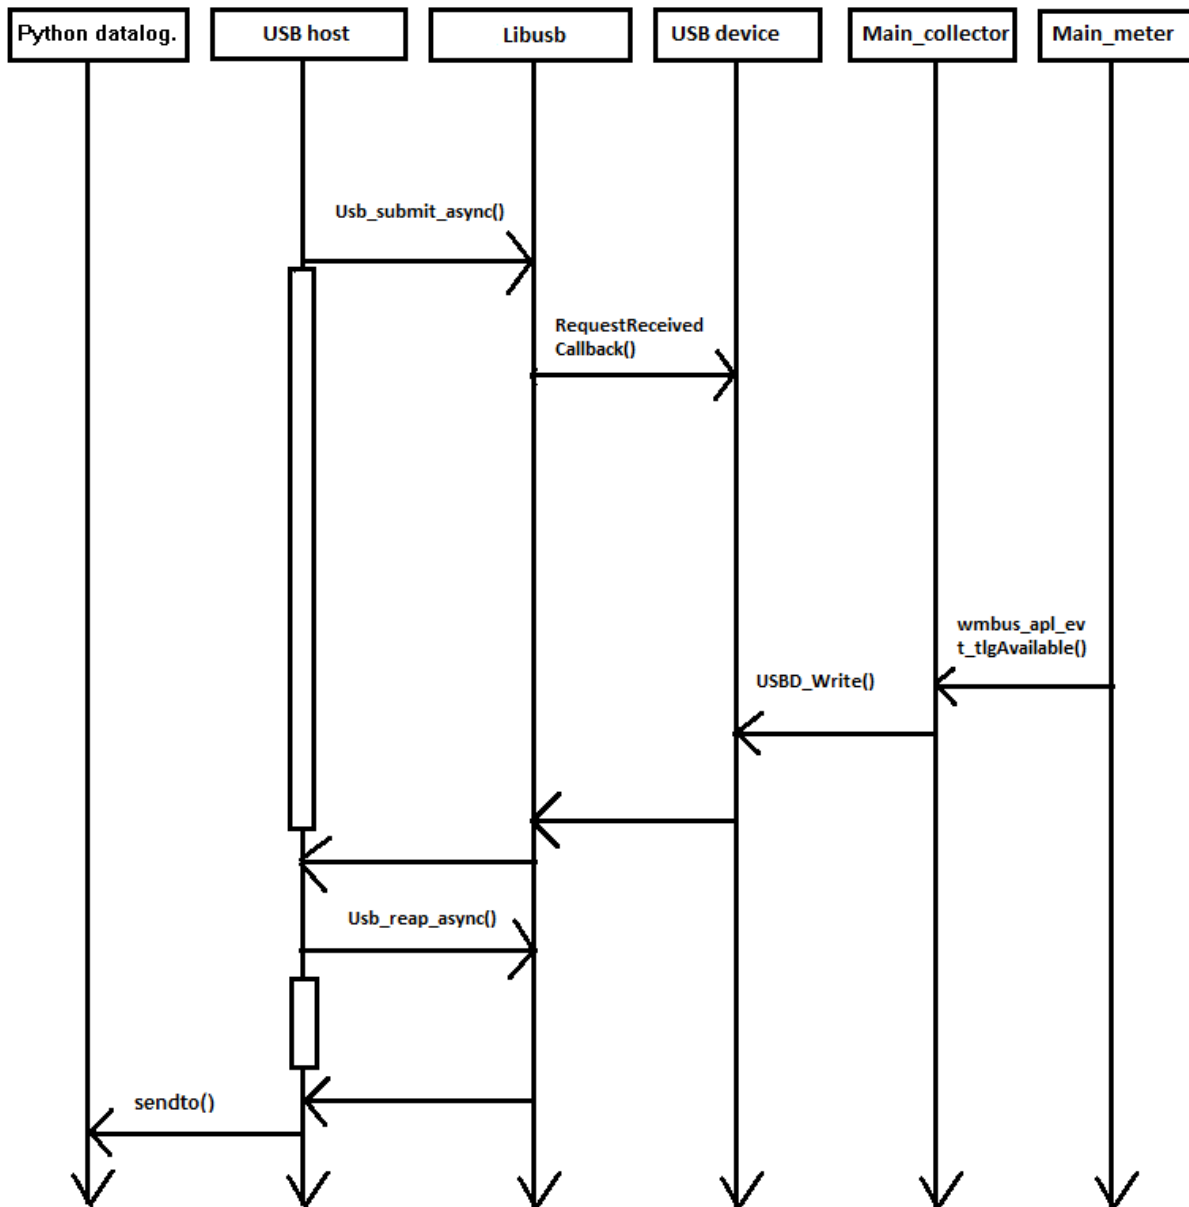 Python datalog.
USB host
Libusb
USB device
Main_collector
Main_meter
Usb_submit_async()
RequestReceived
Callback()
wmbus_apl_ev
t_tlgAvailable()
USBD_Write()
Usb_reap_async()
sendto()